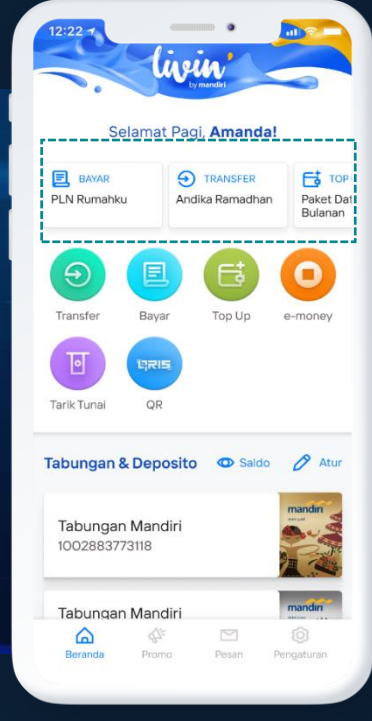 12:22
livin'
by mandiri
Selamat Pagi, Amanda!
BAYAR
PLN Rumahku
TRANSFER
Andika Ramadhan
TOP
Paket Dat
Bulanan
Transfer
Bayar
Top Up
e-money
QRIS
Tarik Tunai
QR
Tabungan & Deposito
Saldo
Atur
Tabungan Mandiri
1002883773118
mandiri
Tabungan Mandiri
mandiri
Beranda
Promo
Pesan
Pengaturan